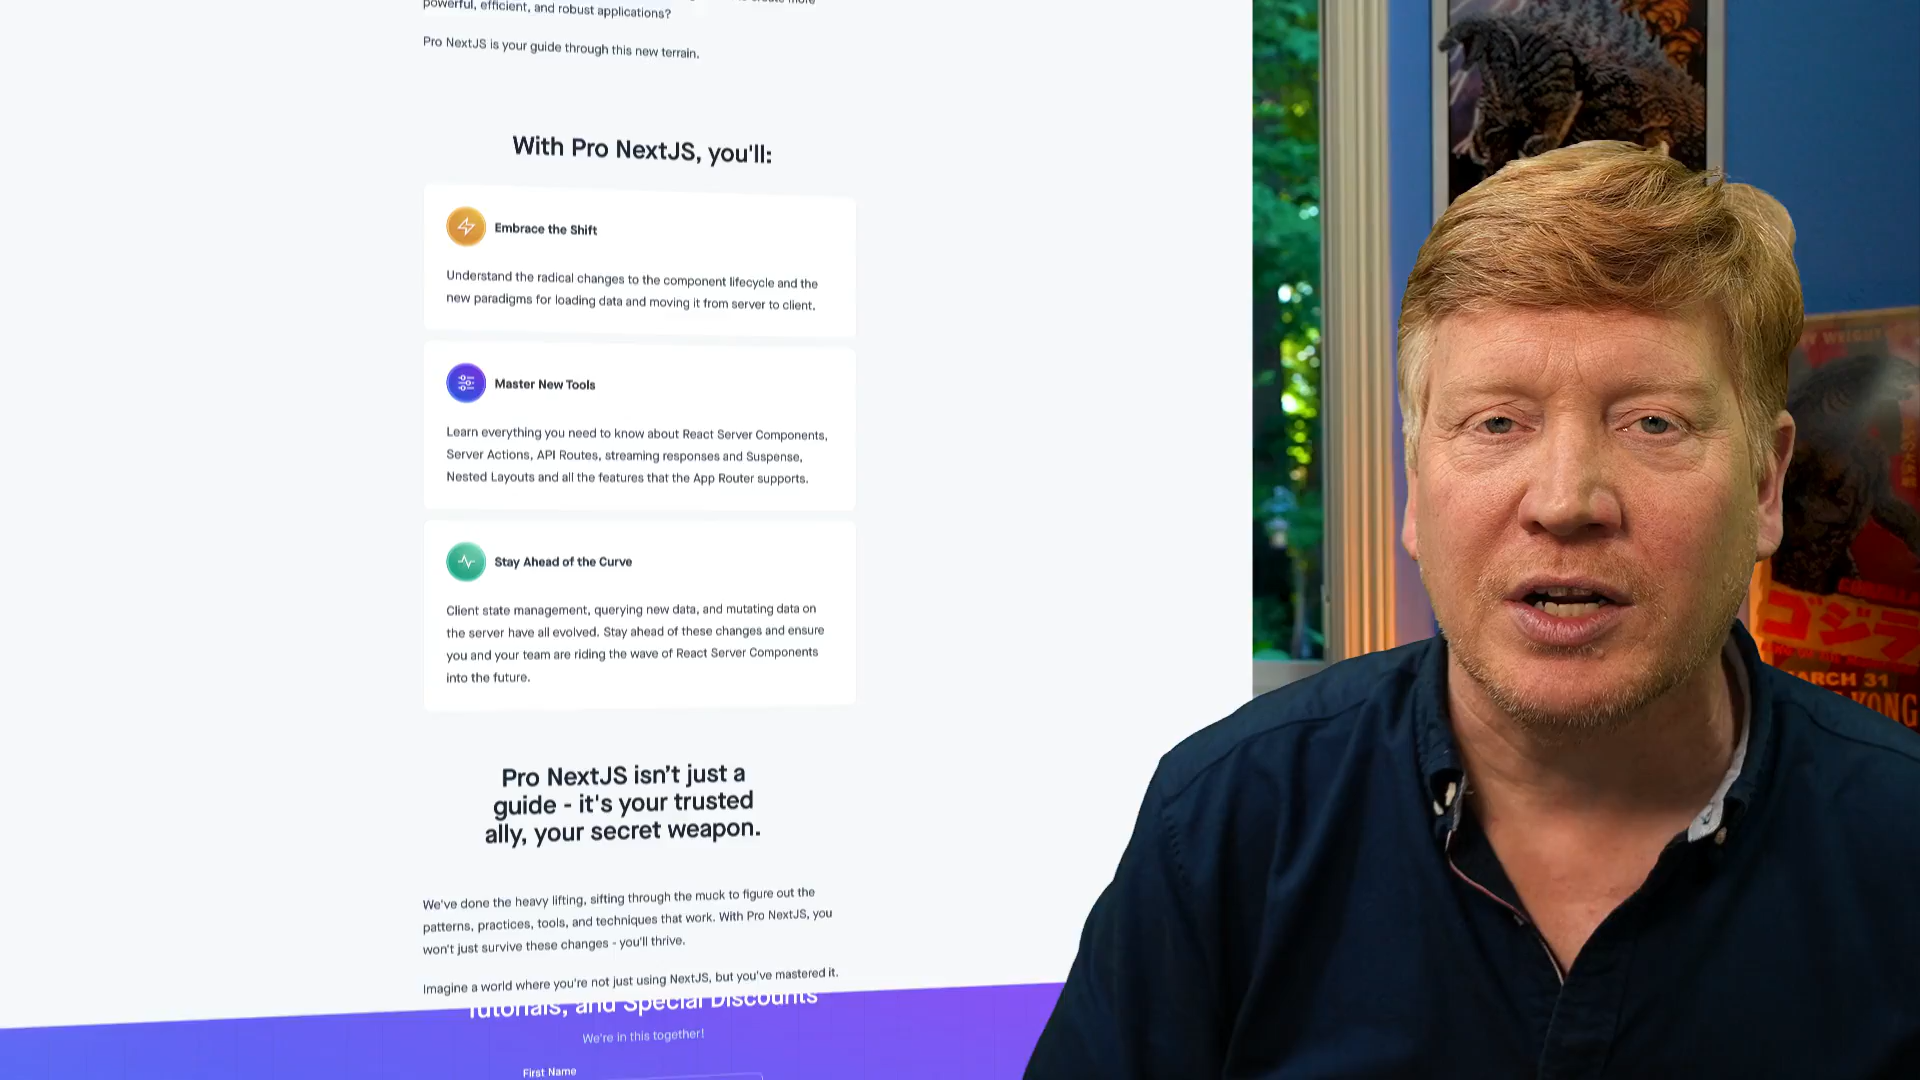 powerful, efficient, and robust applications?
Pro NextJS is your guide through this new terrain.
With Pro NextJS, you'll:
Embrace the Shift
Understand the radical changes to the component lifecycle and the
new paradigms for loading data and moving it from server to client.
Master New Tools
Learn everything you need to know about React Server Components,
Server Actions, API Routes, streaming responses and Suspense,
Nested Layouts and all the features that the App Router supports.
Stay Ahead of the Curve
Client state management, querying new data, and mutating data on
the server have all evolved. Stay ahead of these changes and ensure
you and your team are riding the wave of React Server Components
into the future.
Pro NextJS isn’t just a
guide - it's your trusted
ally, your secret weapon.
We've done the heavy lifting, sifting through the muck to figure out the
patterns, practices, tools, and techniques that work. With Pro NextJS, you
won't just survive these changes - you'll thrive.
Imagine a world where you're not just using NextJS, but you've mastered it.
Tutorials, and Special Discounts
We're in this together!
First Name
ゴジラ
MARCH 31
KONG